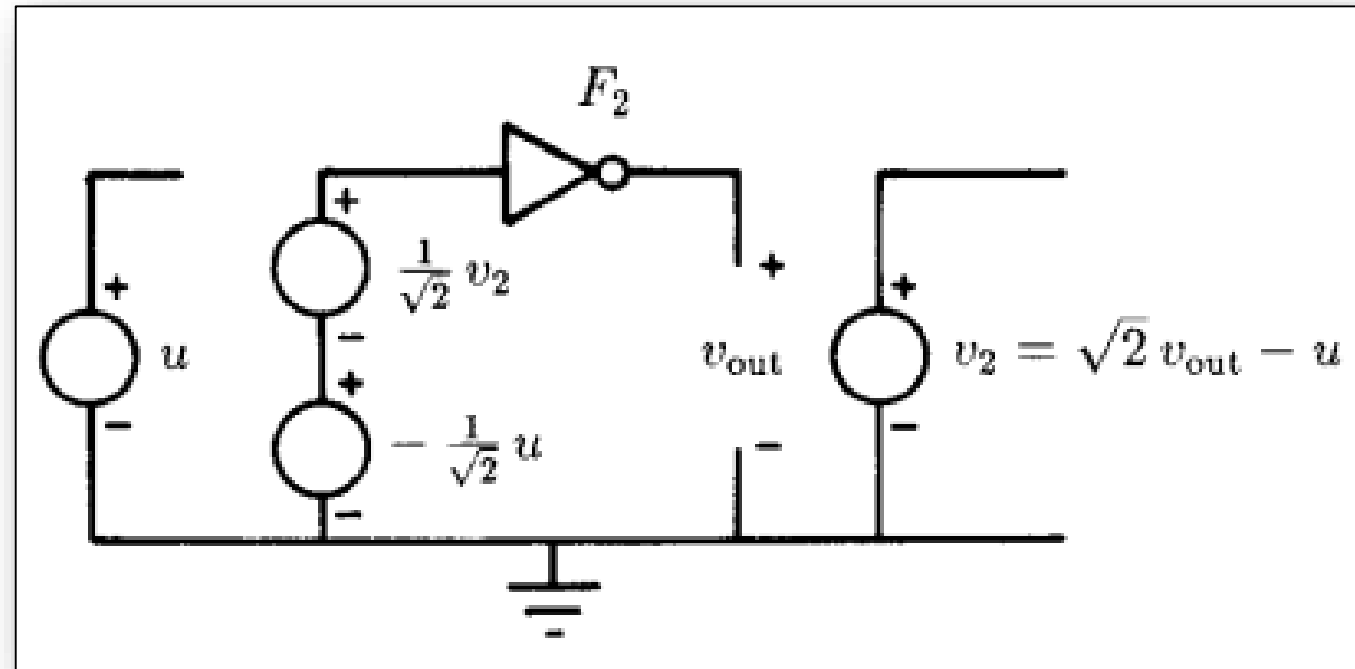 F₂
+
+
1/√2 v₂
+
+
−
u
+
v_out
v₂ = √2 v_out − u
−
− 1/√2 u
−
−
−
−